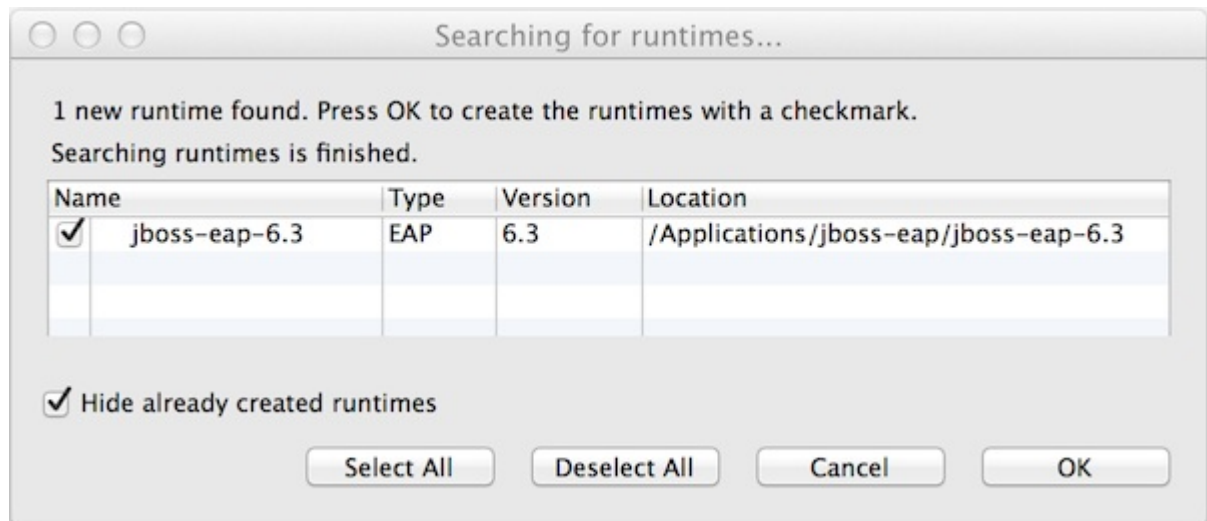 Searching for runtimes...
1 new runtime found. Press OK to create the runtimes with a checkmark.
Searching runtimes is finished.
Name Type Version Location
jboss-eap-6.3 EAP 6.3 /Applications/jboss-eap/jboss-eap-6.3
Hide already created runtimes
Select All Deselect All Cancel OK